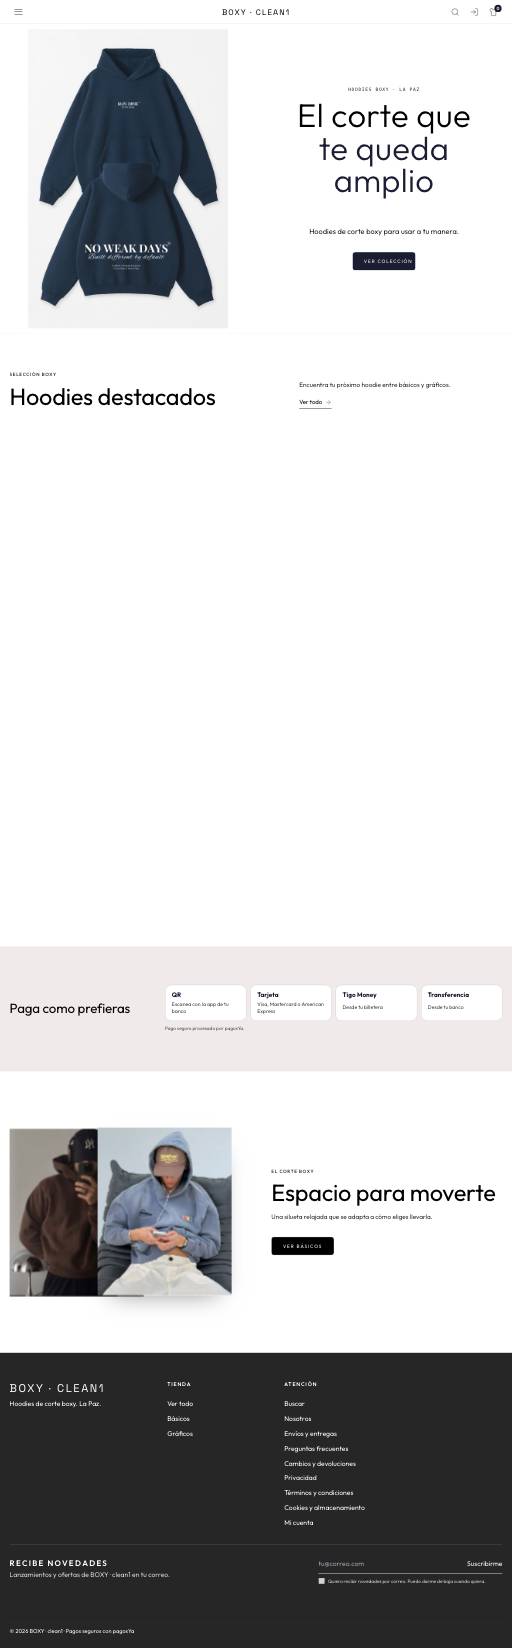 BOXY · CLEAN1
0
HOODIES BOXY · LA PAZ
El corte que
te queda
amplio
Hoodies de corte boxy para usar a tu manera.
VER COLECCIÓN
NO WEAK DAYS
Built different by default
SELECCIÓN BOXY
Hoodies destacados
Encuentra tu próximo hoodie entre básicos y gráficos.
Ver todo →
Paga como prefieras
QR
Escanea con la app de tu
banco
Tarjeta
Visa, Mastercard o American
Express
Tigo Money
Desde tu billetera
Transferencia
Desde tu banco
Pago seguro procesado por pagosYa.
EL CORTE BOXY
Espacio para moverte
Una silueta relajada que se adapta a cómo eliges llevarla.
VER BÁSICOS
BOXY · CLEAN1
Hoodies de corte boxy. La Paz.
TIENDA
Ver todo
Básicos
Gráficos
ATENCIÓN
Buscar
Nosotros
Envíos y entregas
Preguntas frecuentes
Cambios y devoluciones
Privacidad
Términos y condiciones
Cookies y almacenamiento
Mi cuenta
RECIBE NOVEDADES
Lanzamientos y ofertas de BOXY · clean1 en tu correo.
tu@correo.com
Suscribirme
Quiero recibir novedades por correo. Puedo darme de baja cuando quiera.
© 2026 BOXY · clean1 · Pagos seguros con pagosYa